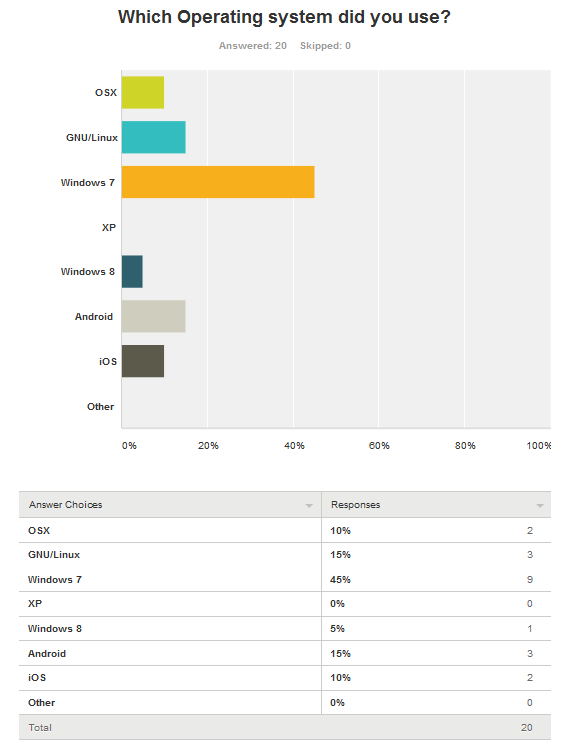 Which Operating system did you use?
Answered: 20 Skipped: 0
OSX
GNU/Linux
Windows 7
XP
Windows 8
Android
iOS
Other
0% 20% 40% 60% 80% 100%
Answer Choices Responses
OSX 10% 2
GNU/Linux 15% 3
Windows 7 45% 9
XP 0% 0
Windows 8 5% 1
Android 15% 3
iOS 10% 2
Other 0% 0
Total 20